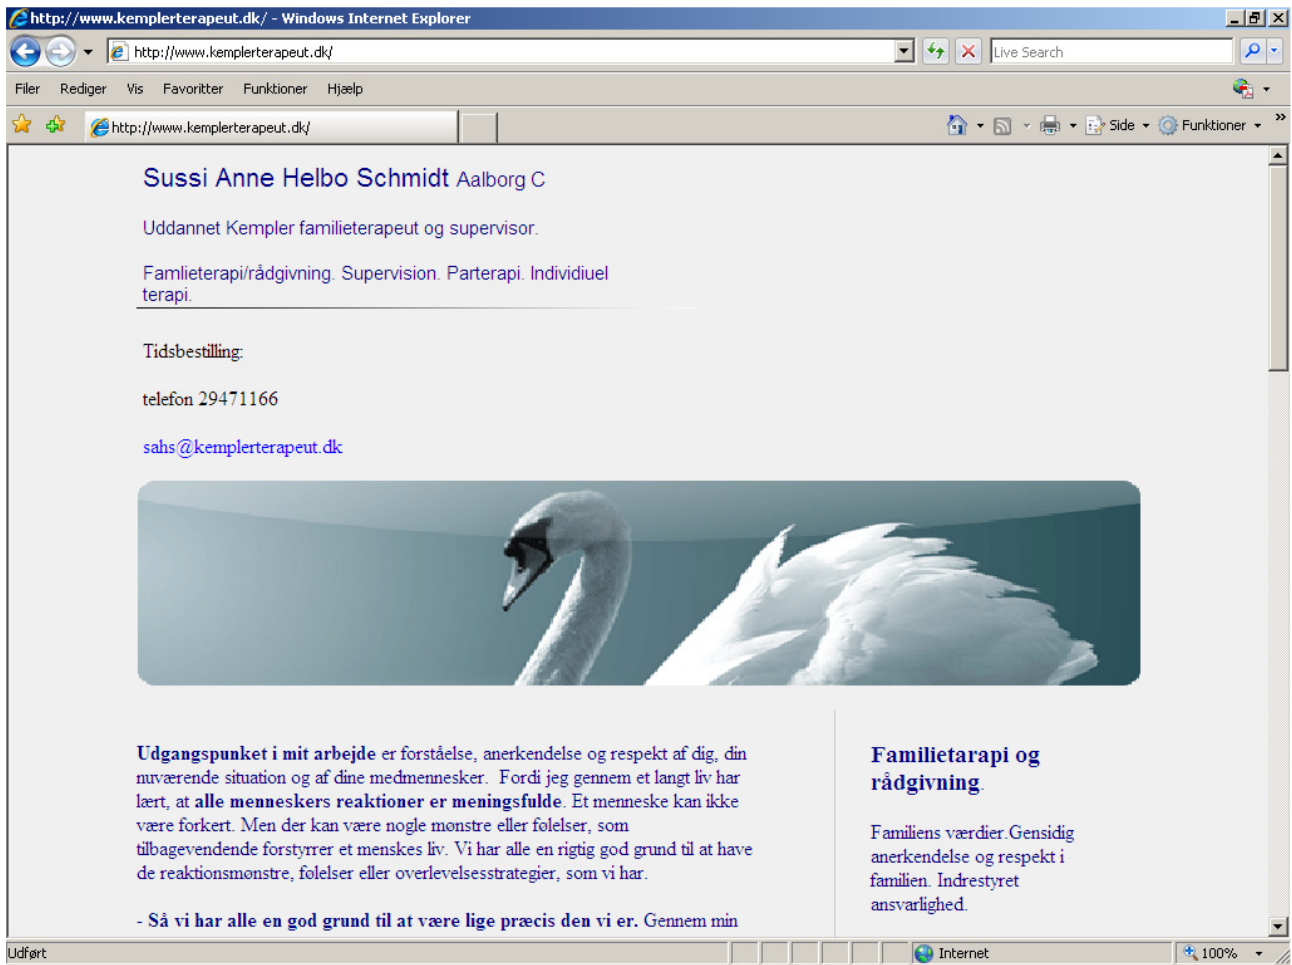 http://www.kemplerterapeut.dk/ - Windows Internet Explorer
http://www.kemplerterapeut.dk/
Live Search
Filer Rediger Vis Favoritter Funktioner Hjælp
http://www.kemplerterapeut.dk/
Side Funktioner »
Sussi Anne Helbo Schmidt Aalborg C
Uddannet Kempler familieterapeut og supervisor.
Famlieterapi/rådgivning. Supervision. Parterapi. Individiuel
terapi.
Tidsbestilling:
telefon 29471166
sahs@kemplerterapeut.dk
Udgangspunket i mit arbejde er forståelse, anerkendelse og respekt af dig, din
nuværende situation og af dine medmennesker. Fordi jeg gennem et langt liv har
lært, at alle menneskers reaktioner er meningsfulde. Et menneske kan ikke
være forkert. Men der kan være nogle mønstre eller følelser, som
tilbagevendende forstyrrer et menskes liv. Vi har alle en rigtig god grund til at have
de reaktionsmønstre, følelser eller overlevelsesstrategier, som vi har.
- Så vi har alle en god grund til at være lige præcis den vi er. Gennem min
Familietarapi og
rådgivning.
Familiens værdier.Gensidig
anerkendelse og respekt i
familien. Indrestyret
ansvarlighed.
Udført
Internet
100%